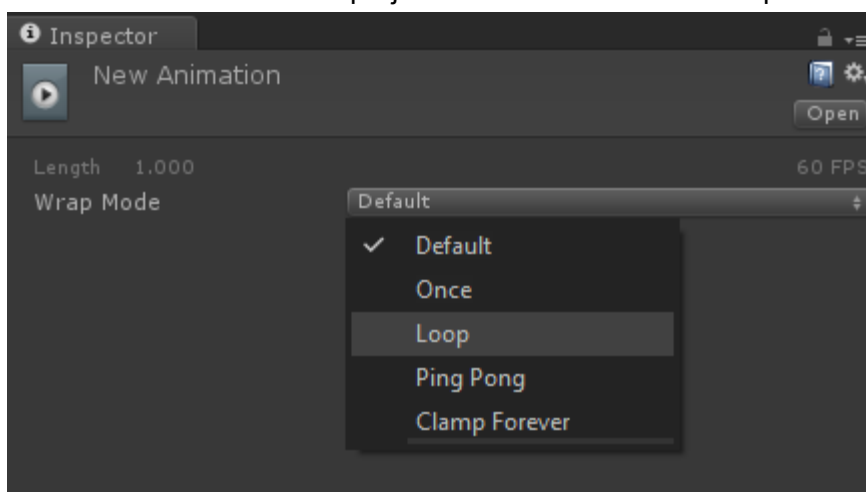 Inspector
New Animation
Open
Length 1.000 60 FPS
Wrap Mode Default
Default
Once
Loop
Ping Pong
Clamp Forever